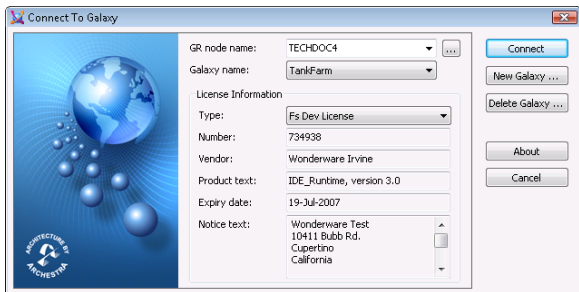 Connect To Galaxy
GR node name: TECHDOC4 ... Connect
Galaxy name: TankFarm New Galaxy ...
License Information Delete Galaxy ...
Type: Fs Dev License
Number: 734938
Vendor: Wonderware Irvine About
Product text: IDE_Runtime, version 3.0 Cancel
Expiry date: 19-Jul-2007
Notice text: Wonderware Test
10411 Bubb Rd.
Cupertino
California
ARCHITECTURE BY
ARCHESTRA